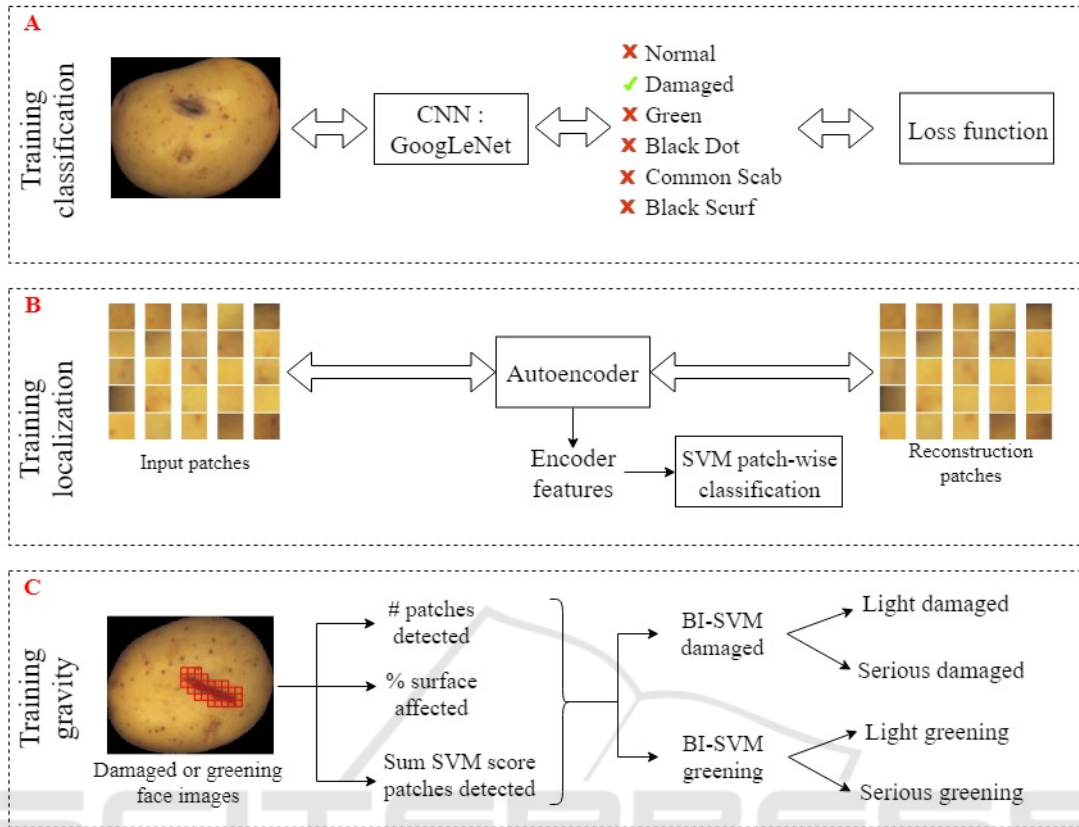 A
Training
classification
CNN :
GoogLeNet
Normal
Damaged
Green
Black Dot
Common Scab
Black Scurf
Loss function
B
Training
localization
Input patches
Autoencoder
Encoder
features
SVM patch-wise
classification
Reconstruction
patches
C
Training
gravity
Damaged or greening
face images
# patches
detected
% surface
affected
Sum SVM score
patches detected
BI-SVM
damaged
BI-SVM
greening
Light damaged
Serious damaged
Light greening
Serious greening